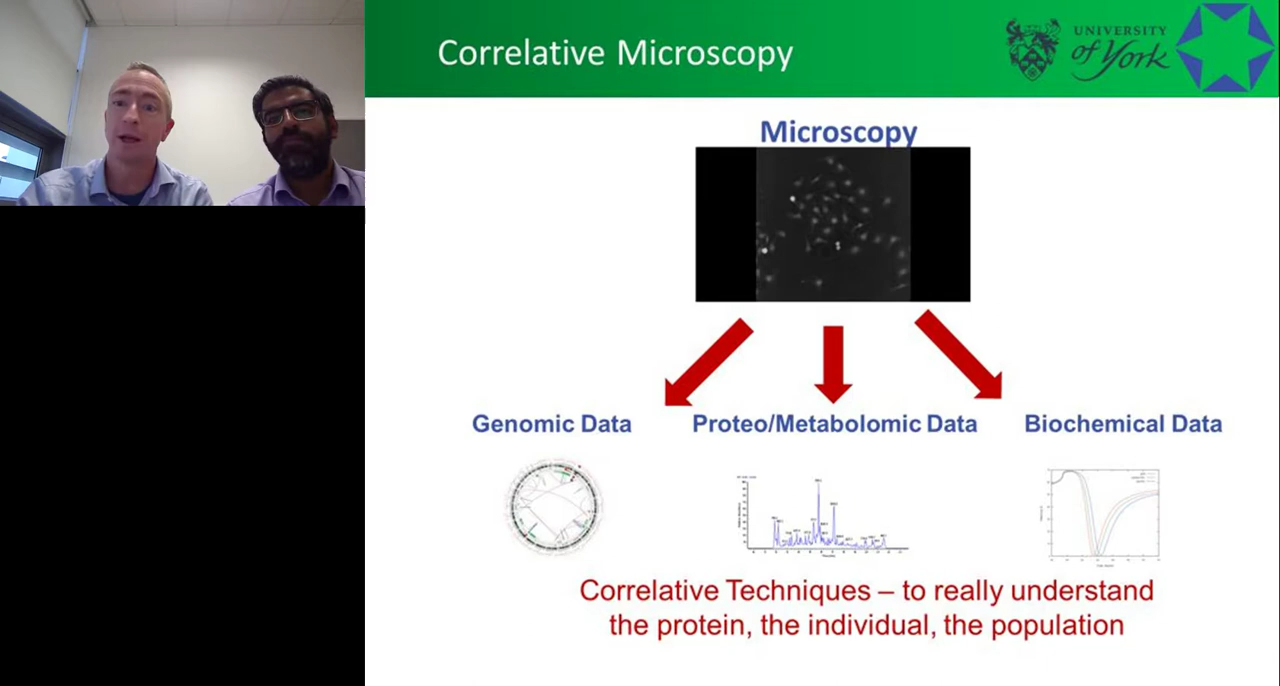 Correlative Microscopy
UNIVERSITY
of York
Microscopy
Genomic Data
Proteo/Metabolomic Data
Biochemical Data
Correlative Techniques – to really understand
the protein, the individual, the population